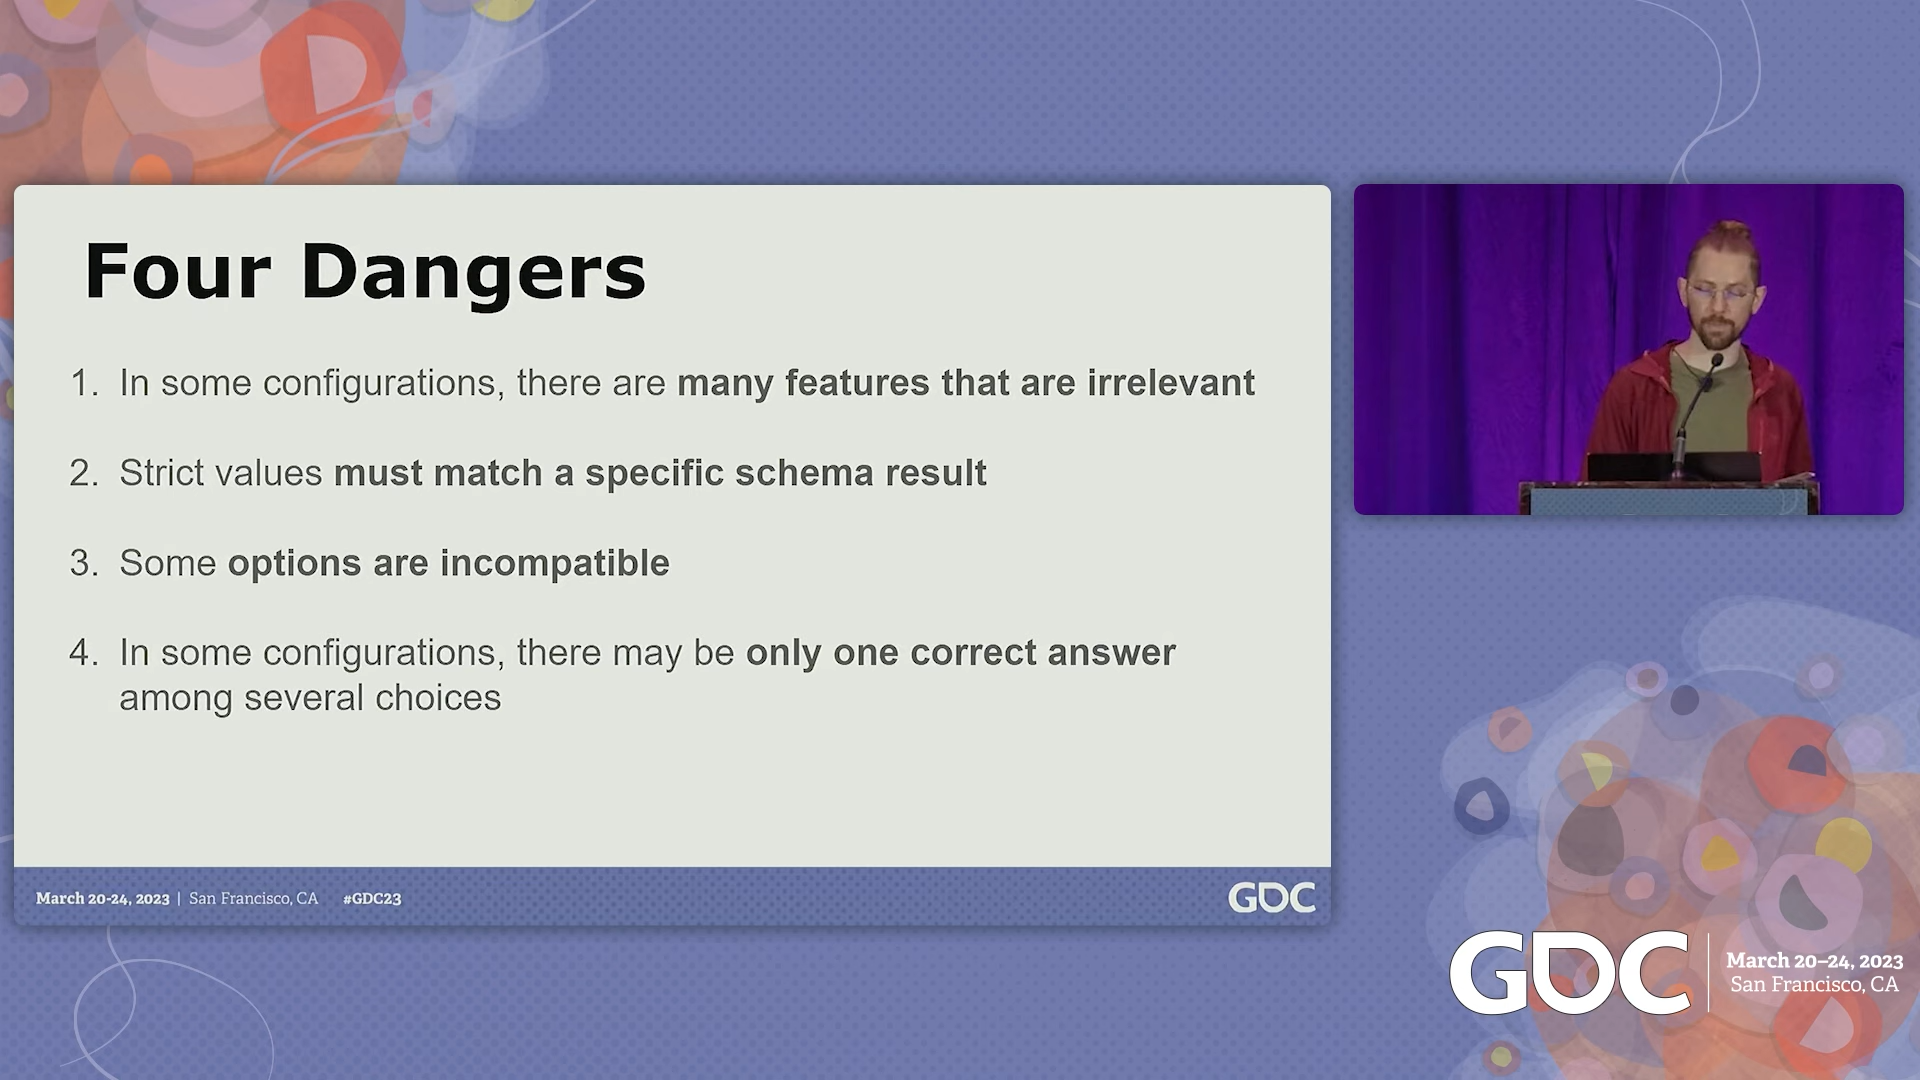 Four Dangers
1. In some configurations, there are many features that are irrelevant
2. Strict values must match a specific schema result
3. Some options are incompatible
4. In some configurations, there may be only one correct answer
among several choices
March 20-24, 2023 | San Francisco, CA #GDC23
GDC
GDC
March 20–24, 2023
San Francisco, CA